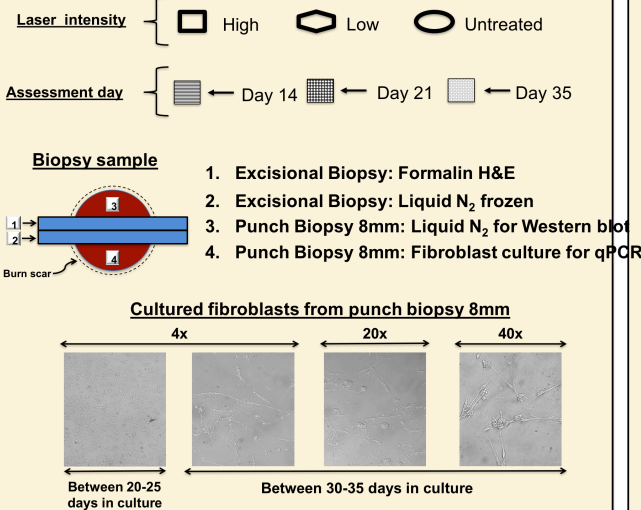 Laser intensity
High
Low
Untreated
Assessment day
Day 14
Day 21
Day 35
Biopsy sample
1. Excisional Biopsy: Formalin H&E
2. Excisional Biopsy: Liquid N₂ frozen
3. Punch Biopsy 8mm: Liquid N₂ for Western blot
4. Punch Biopsy 8mm: Fibroblast culture for qPCR
3
1
2
4
Burn scar
Cultured fibroblasts from punch biopsy 8mm
4x
20x
40x
Between 20-25
days in culture
Between 30-35 days in culture